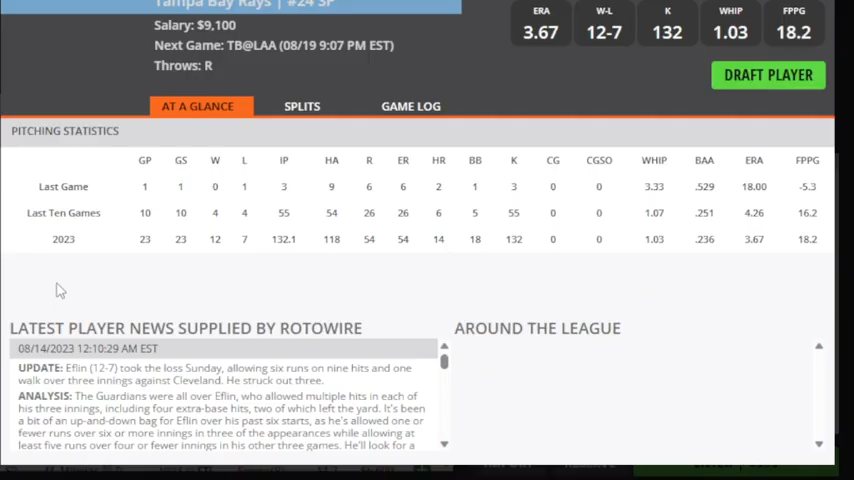 Tampa Bay Rays | #24 SP
Salary: $9,100
Next Game: TB@LAA (08/19 9:07 PM EST)
Throws: R
ERA W-L K WHIP FPPG
3.67 12-7 132 1.03 18.2
DRAFT PLAYER
AT A GLANCE SPLITS GAME LOG
PITCHING STATISTICS
GP GS W L IP HA R ER HR BB K CG CGSO WHIP BAA ERA FPPG
Last Game 1 1 0 1 3 9 6 6 2 1 3 0 0 3.33 .529 18.00 -5.3
Last Ten Games 10 10 4 4 55 54 26 26 6 5 55 0 0 1.07 .251 4.26 16.2
2023 23 23 12 7 132.1 118 54 54 14 18 132 0 0 1.03 .236 3.67 18.2
LATEST PLAYER NEWS SUPPLIED BY ROTOWIRE
08/14/2023 12:10:29 AM EST
UPDATE: Eflin (12-7) took the loss Sunday, allowing six runs on nine hits and one
walk over three innings against Cleveland. He struck out three.
ANALYSIS: The Guardians were all over Eflin, who allowed multiple hits in each of
his three innings, including four extra-base hits, two of which left the yard. It's been
a bit of an up-and-down bag for Eflin over his past six starts, as he's allowed one or
fewer runs over six or more innings in three of the appearances while allowing at
least five runs over four or fewer innings in his other three games. He'll look for a
AROUND THE LEAGUE